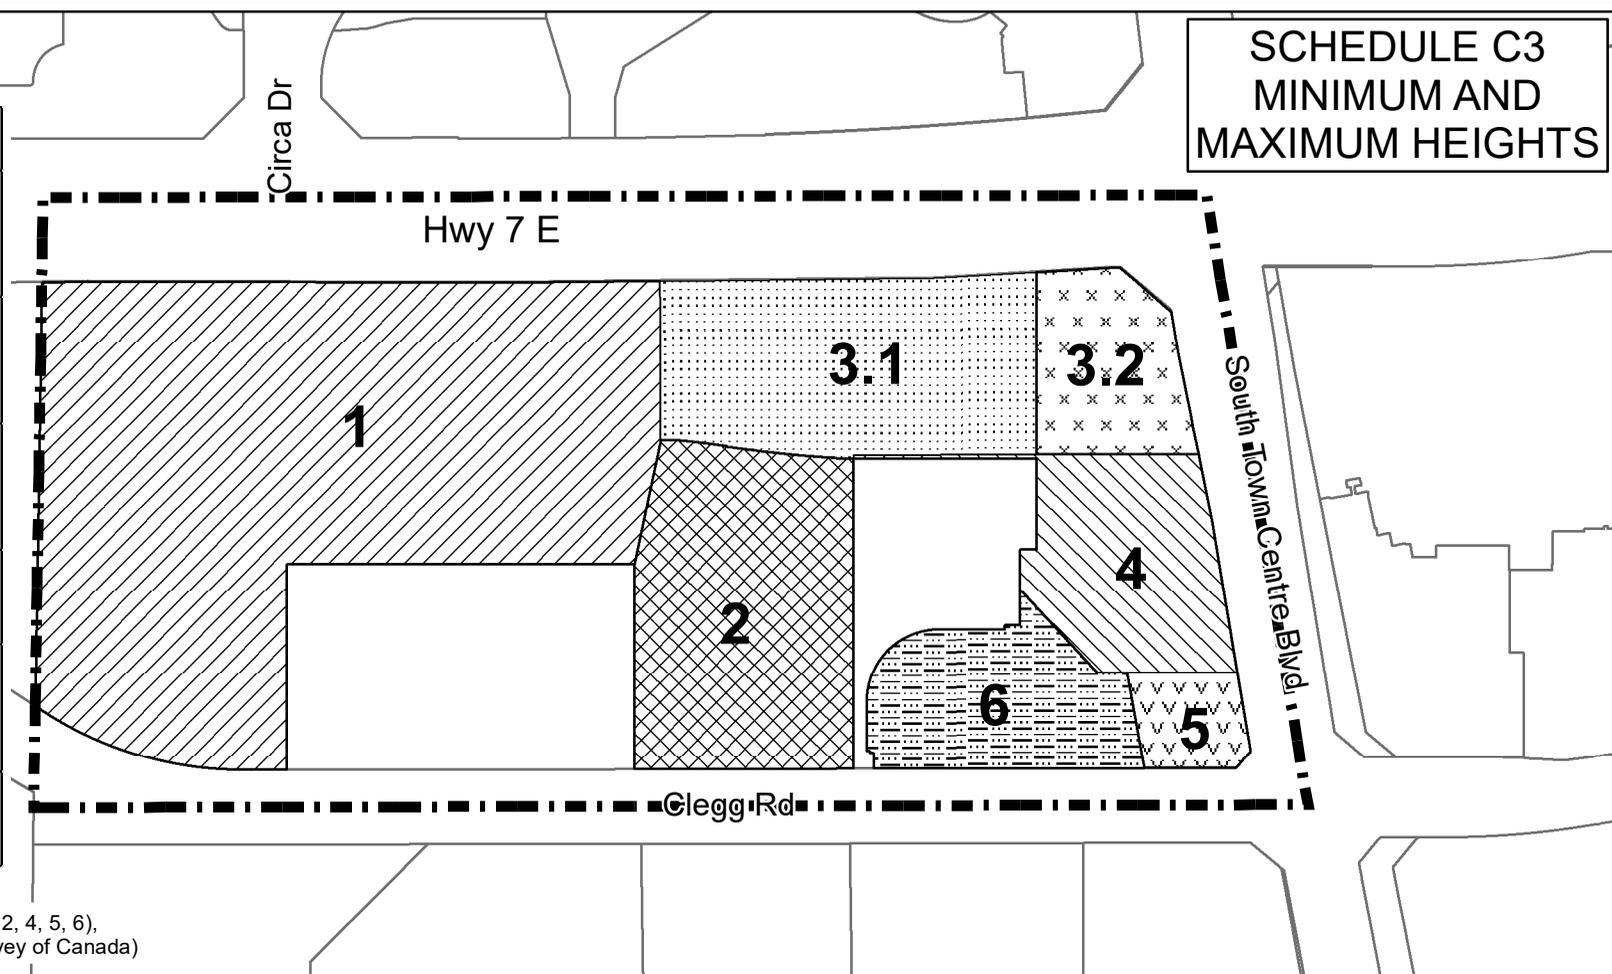 SCHEDULE C3
MINIMUM AND
MAXIMUM HEIGHTS
Circa Dr
Hwy 7 E
1
3.1
3.2
South Town Centre Blvd
2
4
6
5
Clegg Rd
2, 4, 5, 6),
vey of Canada)